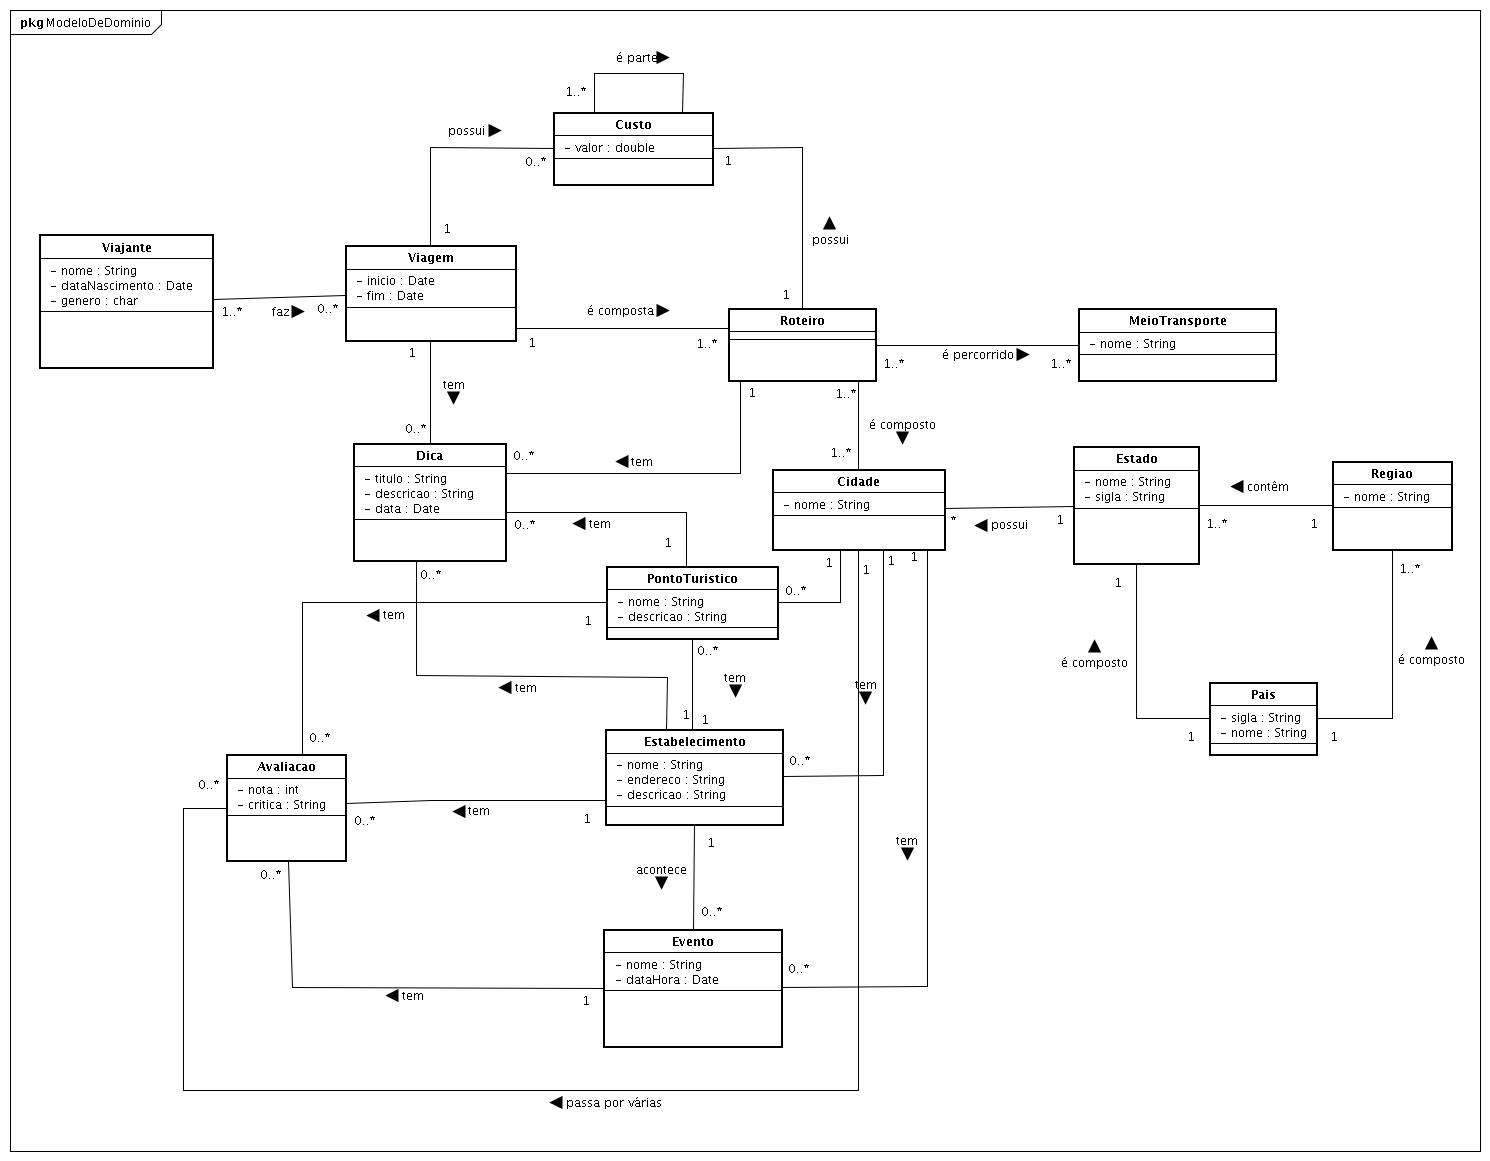 pkg ModeloDeDominio
é parte
1..*
Custo
- valor : double
possui
0..*
1
1
possui
1
Viajante
- nome : String
- dataNascimento : Date
- genero : char
1..*
faz
0..*
Viagem
- inicio : Date
- fim : Date
é composta
1
1..*
Roteiro
MeioTransporte
- nome : String
1..*
é percorrido
1..*
1
tem
0..*
1
0..*
tem
1..*
é composto
1..*
Dica
- titulo : String
- descricao : String
- data : Date
Cidade
- nome : String
*
possui
1
Estado
- nome : String
- sigla : String
contêm
1..*
1
Regiao
- nome : String
0..*
tem
1
0..*
1
1
1
1
1
1..*
PontoTuristico
- nome : String
- descricao : String
0..*
tem
1
0..*
tem
1
1
tem
0..*
tem
é composto
é composto
Pais
- sigla : String
- nome : String
1
1
Estabelecimento
- nome : String
- endereco : String
- descricao : String
0..*
0..*
0..*
Avaliacao
- nota : int
- critica : String
0..*
tem
1
1
acontece
0..*
tem
0..*
Evento
- nome : String
- dataHora : Date
0..*
tem
1
passa por várias